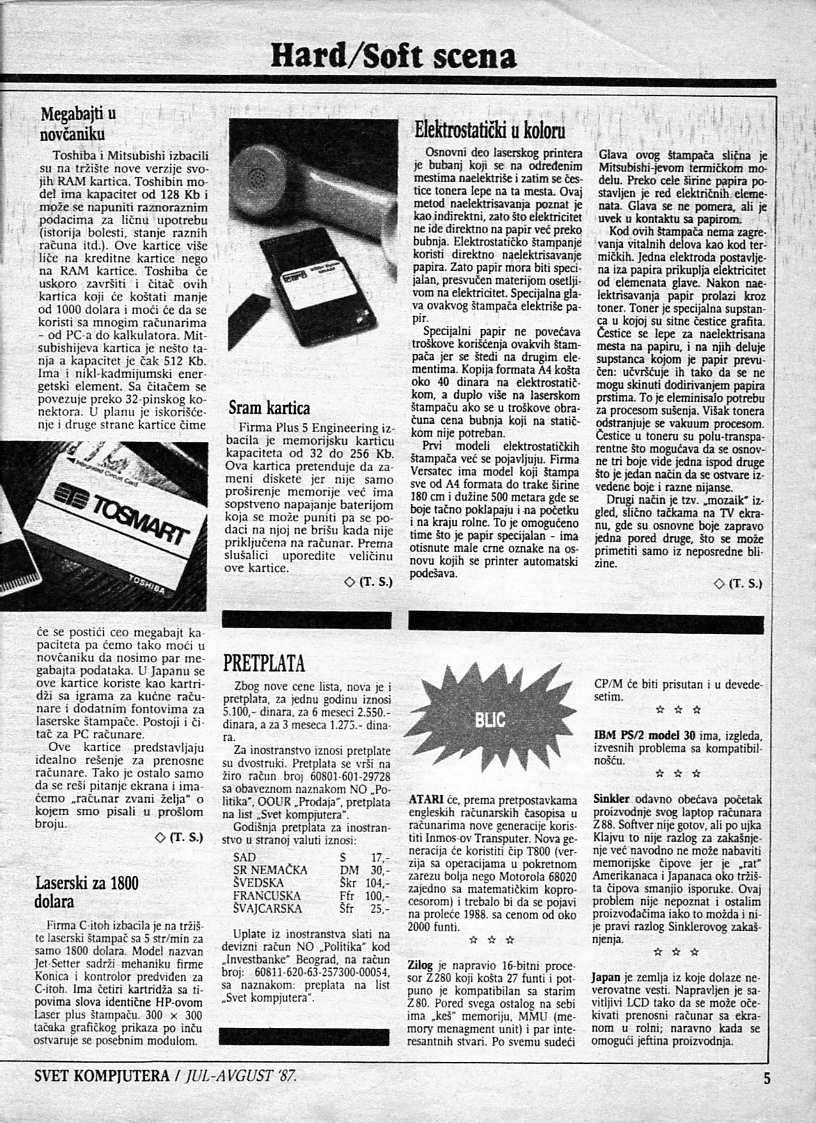 Hard/Soft scena
Megabajti u
novčaniku
Toshiba i Mitsubishi izbacili
su na tržište nove verzije svo-
jih RAM kartica. Toshibin mo-
del ima kapacitet od 128 Kb i
može se napuniti raznoraznim
podacima za ličnu upotrebu
(istorija bolesti, stanje raznih
računa itd.). Ove kartice više
liče na kreditne kartice nego
na RAM kartice. Toshiba će
uskoro završiti i čitač ovih
kartica koji će koštati manje
od 1000 dolara i moći će da se
koristi sa mnogim računarima
– od PC-a do kalkulatora. Mit-
subishijeva kartica je nešto ta-
nja a kapacitet je čak 512 Kb.
Ima i nikl-kadmijumski ener-
getski element. Sa čitačem se
povezuje preko 32-pinskog ko-
nektora. U planu je iskorišće-
nje i druge strane kartice čime
Integrated Circuit Card
TOSMART
TOSHIBA
će se postići ceo megabajt ka-
paciteta pa ćemo tako moći u
novčaniku da nosimo par me-
gabajta podataka. U Japanu se
ove kartice koriste kao kartri-
dži sa igrama za kućne raču-
nare i dodatnim fontovima za
laserske štampače. Postoji i či-
tač za PC računare.
Ove kartice predstavljaju
idealno rešenje za prenosne
računare. Tako je ostalo samo
da se reši pitanje ekrana i ima-
ćemo „računar zvani želja" o
kojem smo pisali u prošlom
broju.
◇ (T. S.)
Laserski za 1800
dolara
Firma C-itoh izbacila je na tržiš-
te laserski štampač sa 5 str/min za
samo 1800 dolara. Model nazvan
Jet-Setter sadrži mehaniku firme
Konica i kontrolor predviđen za
C-itoh. Ima četiri kartridža sa ti-
povima slova identične HP-ovom
Laser plus štampaču. 300 × 300
tačaka grafičkog prikaza po inču
ostvaruje se posebnim modulom.
Sram kartica
Firma Plus 5 Engineering iz-
bacila je memorijsku karticu
kapaciteta od 32 do 256 Kb.
Ova kartica pretenduje da za-
meni diskete jer nije samo
proširenje memorije već ima
sopstveno napajanje baterijom
koja se može puniti pa se po-
daci na njoj ne brišu kada nije
priključena na računar. Prema
slušalici uporedite veličinu
ove kartice.
◇ (T. S.)
PRETPLATA
Zbog nove cene lista, nova je i
pretplata, za jednu godinu iznosi
5.100,- dinara, za 6 meseci 2.550.-
dinara, a za 3 meseca 1.275.- dina-
ra.
Za inostranstvo iznosi pretplate
su dvostruki. Pretplata se vrši na
žiro račun broj 60801-601-29728
sa obaveznom naznakom NO „Po-
litika", OOUR „Prodaja", pretplata
na list „Svet kompjutera".
Godišnja pretplata za inostran-
stvo u stranoj valuti iznosi:
SAD $ 17,-
SR NEMAČKA DM 30,-
ŠVEDSKA Škr 104,-
FRANCUSKA Ffr 100,-
ŠVAJCARSKA Šfr 25,-
Uplate iz inostranstva slati na
devizni račun NO „Politika" kod
„Investbanke" Beograd, na račun
broj: 60811-620-63-257300-00054,
sa naznakom: preplata na list
„Svet kompjutera".
Elektrostatički u koloru
Osnovni deo laserskog printera
je bubanj koji se na određenim
mestima naelektriše i zatim se čes-
tice tonera lepe na ta mesta. Ovaj
metod naelektrisavanja poznat je
kao indirektni, zato što elektricitet
ne ide direktno na papir već preko
bubnja. Elektrostatičko štampanje
koristi direktno naelektrisavanje
papira. Zato papir mora biti speci-
jalan, presvučen materijom osetlji-
vom na elektricitet. Specijalna gla-
va ovakvog štampača elektriše pa-
pir.
Specijalni papir ne povećava
troškove korišćenja ovakvih štam-
pača jer se štedi na drugim ele-
mentima. Kopija formata A4 košta
oko 40 dinara na elektrostatič-
kom, a duplo više na laserskom
štampaču ako se u troškove obra-
čuna cena bubnja koji na statič-
kom nije potreban.
Prvi modeli elektrostatičkih
štampača već se pojavljuju. Firma
Versatec ima model koji štampa
sve od A4 formata do trake širine
180 cm i dužine 500 metara gde se
boje tačno poklapaju i na početku
i na kraju rolne. To je omogućeno
time što je papir specijalan - ima
otisnute male crne oznake na os-
novu kojih se printer automatski
podešava.
Glava ovog štampača slična je
Mitsubishi-jevom termičkom mo-
delu. Preko cele širine papira po-
stavljen je red električnih eleme-
nata. Glava se ne pomera, ali je
uvek u kontaktu sa papirom.
Kod ovih štampača nema zagre-
vanja vitalnih delova kao kod ter-
mičkih. Jedna elektroda postavlje-
na iza papira prikuplja elektricitet
od elemenata glave. Nakon nae-
lektrisavanja papir prolazi kroz
toner. Toner je specijalna supstan-
ca u kojoj su sitne čestice grafita.
Čestice se lepe za naelektrisana
mesta na papiru, i na njih deluje
supstanca kojom je papir prevu-
čen: učvršćuje ih tako da se ne
mogu skinuti dodirivanjem papira
prstima. To je eleminisalo potrebu
za procesom sušenja. Višak tonera
odstranjuje se vakuum procesom.
Čestice u toneru su polu-transpa-
rentne što mogućava da se osnov-
ne tri boje vide jedna ispod druge
što je jedan način da se ostvare iz-
vedene boje i razne nijanse.
Drugi način je tzv. „mozaik" iz-
gled, slično tačkama na TV ekra-
nu, gde su osnovne boje zapravo
jedna pored druge, što se može
primetiti samo iz neposredne bli-
zine.
◇ (T. S.)
BLIC
ATARI će, prema pretpostavkama
engleskih računarskih časopisa u
računarima nove generacije koris-
titi Inmos-ov Transputer. Nova ge-
neracija će koristiti čip T800 (ver-
zija sa operacijama u pokretnom
zarezu bolja nego Motorola 68020
zajedno sa matematičkim kopro-
cesorom) i trebalo bi da se pojavi
na proleće 1988. sa cenom od oko
2000 funti.
☆ ☆ ☆
Zilog je napravio 16-bitni proce-
sor Z280 koji košta 27 funti i pot-
puno je kompatibilan sa starim
Z80. Pored svega ostalog na sebi
ima „keš" memoriju, MMU (me-
mory menagment unit) i par inte-
resantnih stvari. Po svemu sudeći
CP/M će biti prisutan i u devede-
setim.
☆ ☆ ☆
IBM PS/2 model 30 ima, izgleda,
izvesnih problema sa kompatibil-
nošću.
☆ ☆ ☆
Sinkler odavno obećava početak
proizvodnje svog laptop računara
Z88. Softver nije gotov, ali po ujka
Klajvu to nije razlog za zakašnje-
nje već navodno ne može nabaviti
memorijske čipove jer je „rat"
Amerikanaca i Japanaca oko tržiš-
ta čipova smanjio isporuke. Ovaj
problem nije nepoznat i ostalim
proizvođačima iako to možda i ni-
je pravi razlog Sinklerovog zakaš-
njenja.
☆ ☆ ☆
Japan je zemlja iz koje dolaze ne-
verovatne vesti. Napravljen je sa-
vitljivi LCD tako da se može oče-
kivati prenosni računar sa ekra-
nom u rolni; naravno kada se
omogući jeftina proizvodnja.
SVET KOMPJUTERA / JUL-AVGUST '87.
5